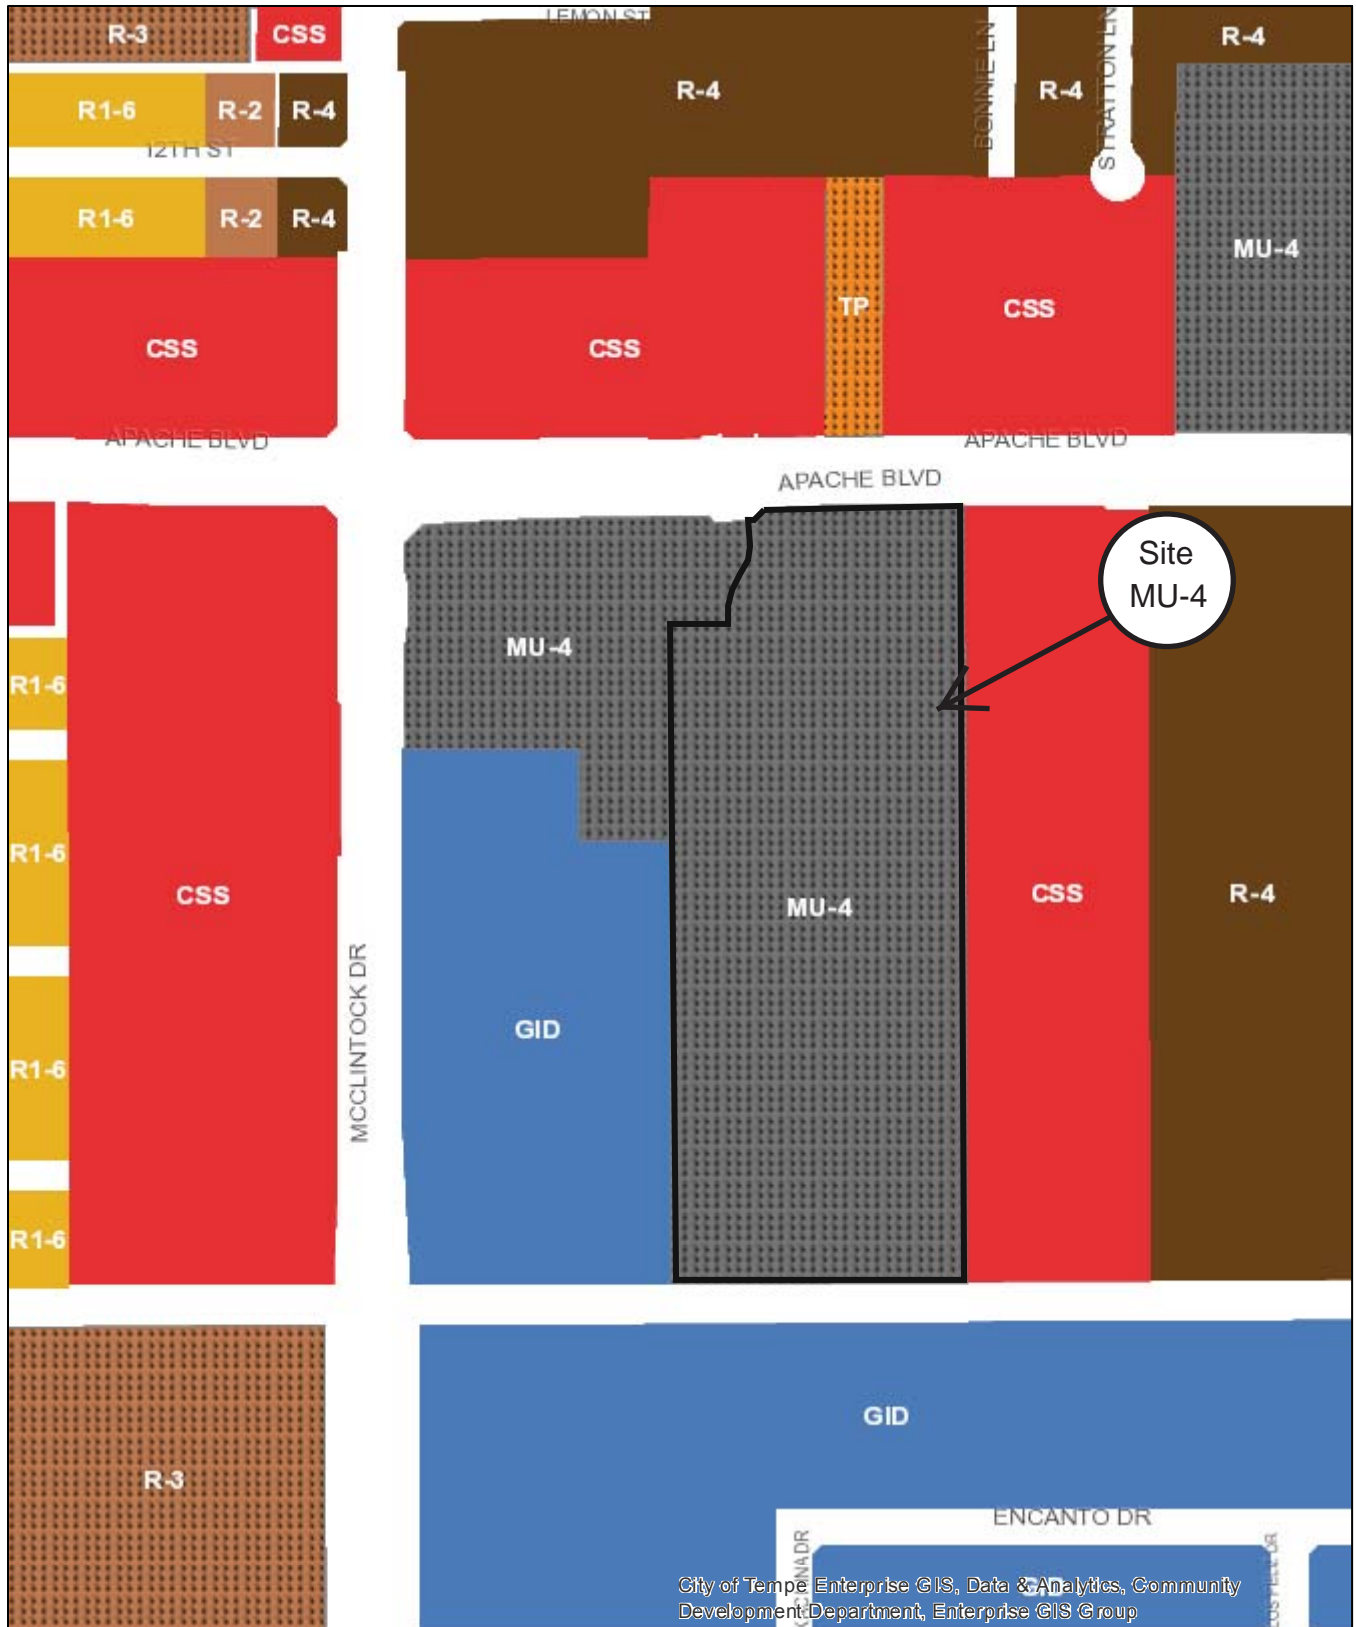 LEMON ST
R-3
CSS
R-4
R-4
R-4
BONNIE LN
STRATTON LN
R1-6
R-2
R-4
12TH ST
R1-6
R-2
R-4
MU-4
TP
CSS
CSS
CSS
APACHE BLVD
APACHE BLVD
APACHE BLVD
Site
MU-4
MU-4
R1-6
R1-6
CSS
MU-4
CSS
R-4
MCCLINTOCK DR
GID
R1-6
R1-6
GID
R-3
ENCANTO DR
GID
City of Tempe Enterprise GIS, Data & Analytics, Community
Development Department, Enterprise GIS Group